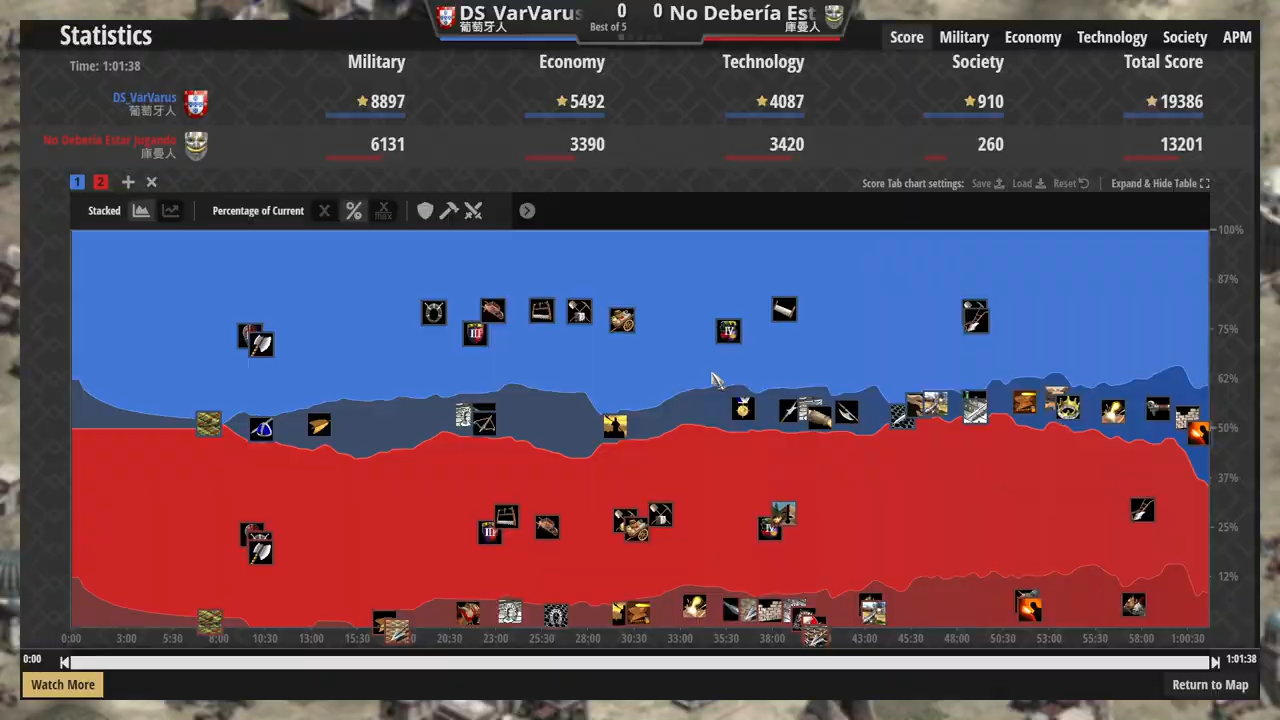 DS_VarVarus 0 0 No Debería Est
葡萄牙人 Best of 5 庫曼人
Statistics
Score Military Economy Technology Society APM
Time: 1:01:38
Military Economy Technology Society Total Score
DS_VarVarus
葡萄牙人
8897 5492 4087 910 19386
No Debería Estar Jugando
庫曼人
6131 3390 3420 260 13201
1 2
Score Tab chart settings: Save Load Reset Expand & Hide Table
Stacked Percentage of Current X % X max
100%
87%
75%
62%
50%
37%
25%
12%
III
IV
III
IV
0:00 3:00 5:30 8:00 10:30 13:00 15:30 20:30 23:00 25:30 28:00 30:30 33:00 35:30 38:00 43:00 45:30 48:00 50:30 53:00 55:30 58:00 1:00:30
0:00 1:01:38
Watch More
Return to Map